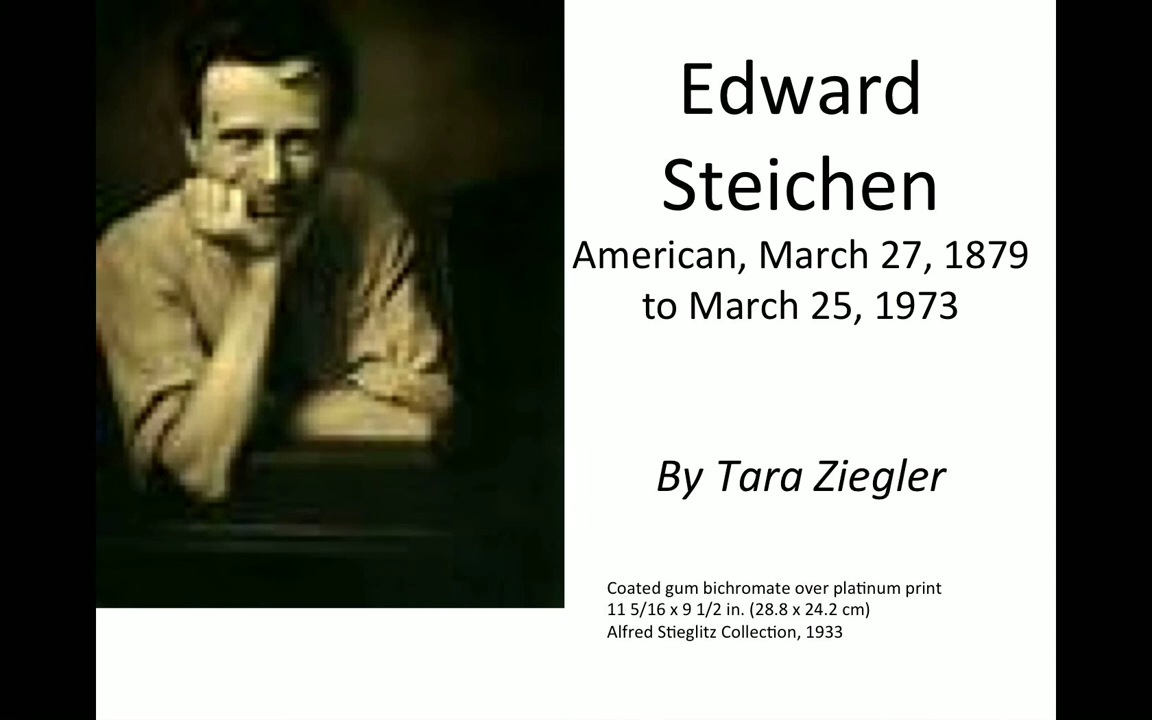 Edward
Steichen
American, March 27, 1879
to March 25, 1973
By Tara Ziegler
Coated gum bichromate over platinum print
11 5/16 x 9 1/2 in. (28.8 x 24.2 cm)
Alfred Stieglitz Collection, 1933